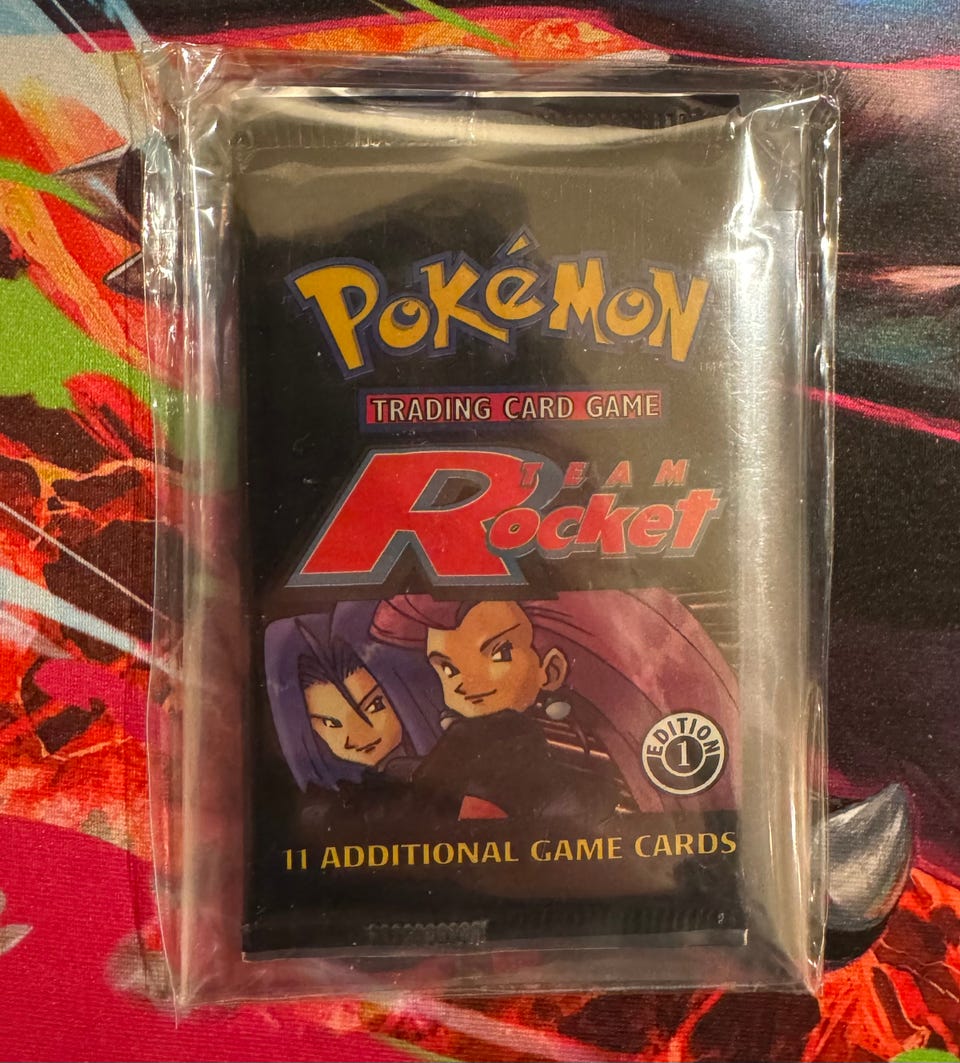 POKéMON
TRADING CARD GAME
TEAM
Rocket
EDITION
1
11 ADDITIONAL GAME CARDS